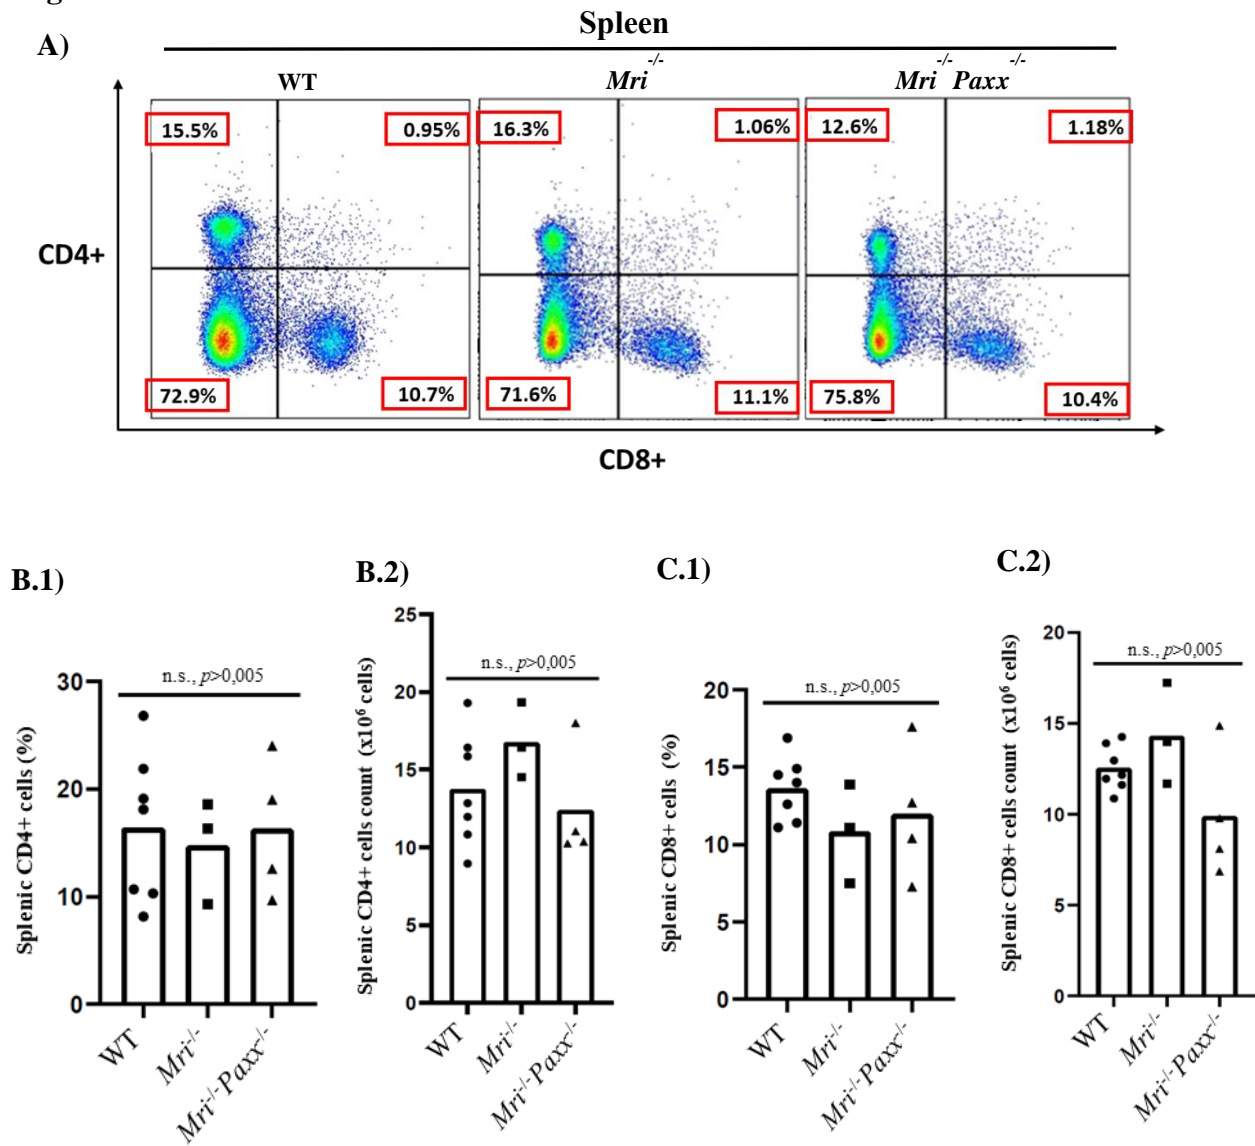 Spleen
A)
WT
Mri-/-
Mri-/- Paxx-/-
15.5%
0.95%
16.3%
1.06%
12.6%
1.18%
CD4+
72.9%
10.7%
71.6%
11.1%
75.8%
10.4%
CD8+
B.1)
Splenic CD4+ cells (%)
30
20
10
0
n.s., p>0,005
WT
Mri-/-
Mri-/-Paxx-/-
B.2)
Splenic CD4+ cells count (x10⁶ cells)
25
20
15
10
5
0
n.s., p>0,005
WT
Mri-/-
Mri-/-Paxx-/-
C.1)
Splenic CD8+ cells (%)
20
15
10
5
0
n.s., p>0,005
WT
Mri-/-
Mri-/-Paxx-/-
C.2)
Splenic CD8+ cells count (x10⁶ cells)
20
15
10
5
0
n.s., p>0,005
WT
Mri-/-
Mri-/-Paxx-/-